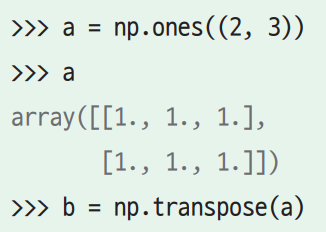 >>> a = np.ones((2, 3))
>>> a
array([[1., 1., 1.],
       [1., 1., 1.]])
>>> b = np.transpose(a)